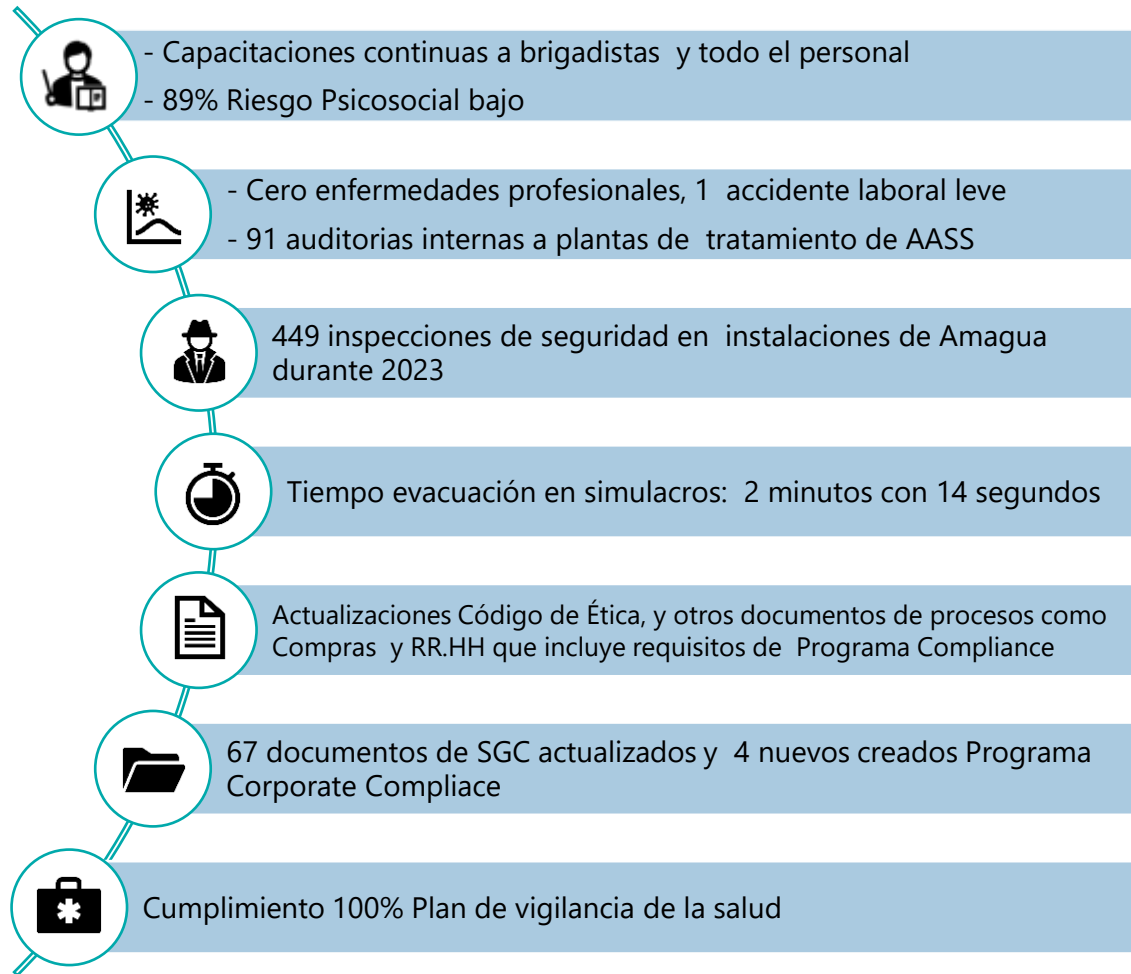 - Capacitaciones continuas a brigadistas y todo el personal
- 89% Riesgo Psicosocial bajo
- Cero enfermedades profesionales, 1 accidente laboral leve
- 91 auditorias internas a plantas de tratamiento de AASS
449 inspecciones de seguridad en instalaciones de Amagua
durante 2023
Tiempo evacuación en simulacros: 2 minutos con 14 segundos
Actualizaciones Código de Ética, y otros documentos de procesos como
Compras y RR.HH que incluye requisitos de Programa Compliance
67 documentos de SGC actualizados y 4 nuevos creados Programa
Corporate Compliace
Cumplimiento 100% Plan de vigilancia de la salud